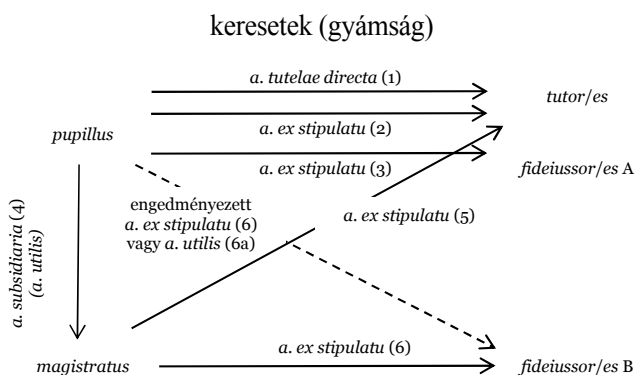 keresetek (gyámság)
a. tutelae directa (1)
tutor/es
pupillus
a. ex stipulatu (2)
a. ex stipulatu (3)
fideiussor/es A
engedményezett
a. ex stipulatu (6)
vagy a. utilis (6a)
a. ex stipulatu (5)
a. subsidiaria (4)
(a. utilis)
a. ex stipulatu (6)
magistratus
fideiussor/es B